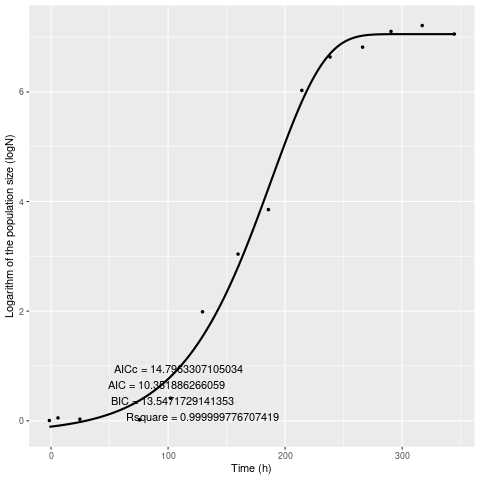 Logarithm of the population size (logN)
6
4
2
0
AICc = 14.7963307105034
AIC = 10.351886266059
BIC = 13.5471729141353
Rsquare = 0.999999776707419
0
100
200
300
Time (h)